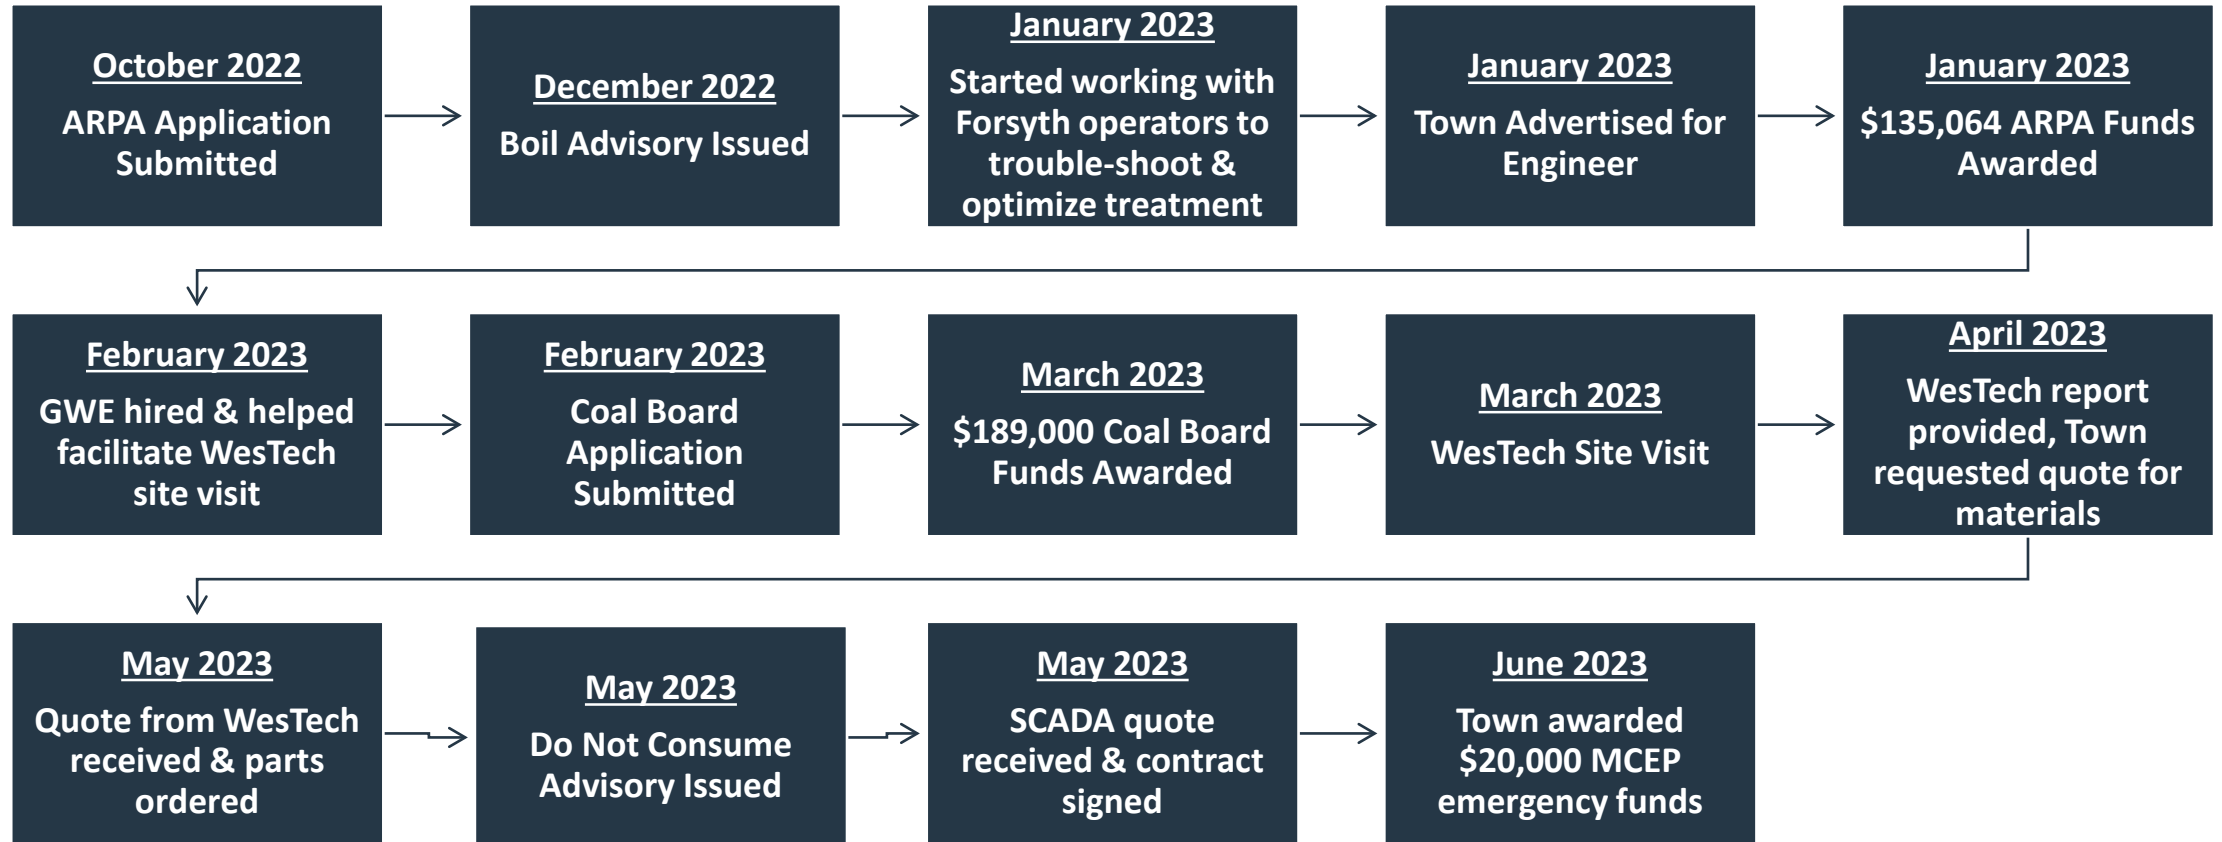 October 2022
ARPA Application
Submitted
December 2022
Boil Advisory Issued
January 2023
Started working with
Forsyth operators to
trouble-shoot &
optimize treatment
January 2023
Town Advertised for
Engineer
January 2023
$135,064 ARPA Funds
Awarded
February 2023
GWE hired & helped
facilitate WesTech
site visit
February 2023
Coal Board
Application
Submitted
March 2023
$189,000 Coal Board
Funds Awarded
March 2023
WesTech Site Visit
April 2023
WesTech report
provided, Town
requested quote for
materials
May 2023
Quote from WesTech
received & parts
ordered
May 2023
Do Not Consume
Advisory Issued
May 2023
SCADA quote
received & contract
signed
June 2023
Town awarded
$20,000 MCEP
emergency funds